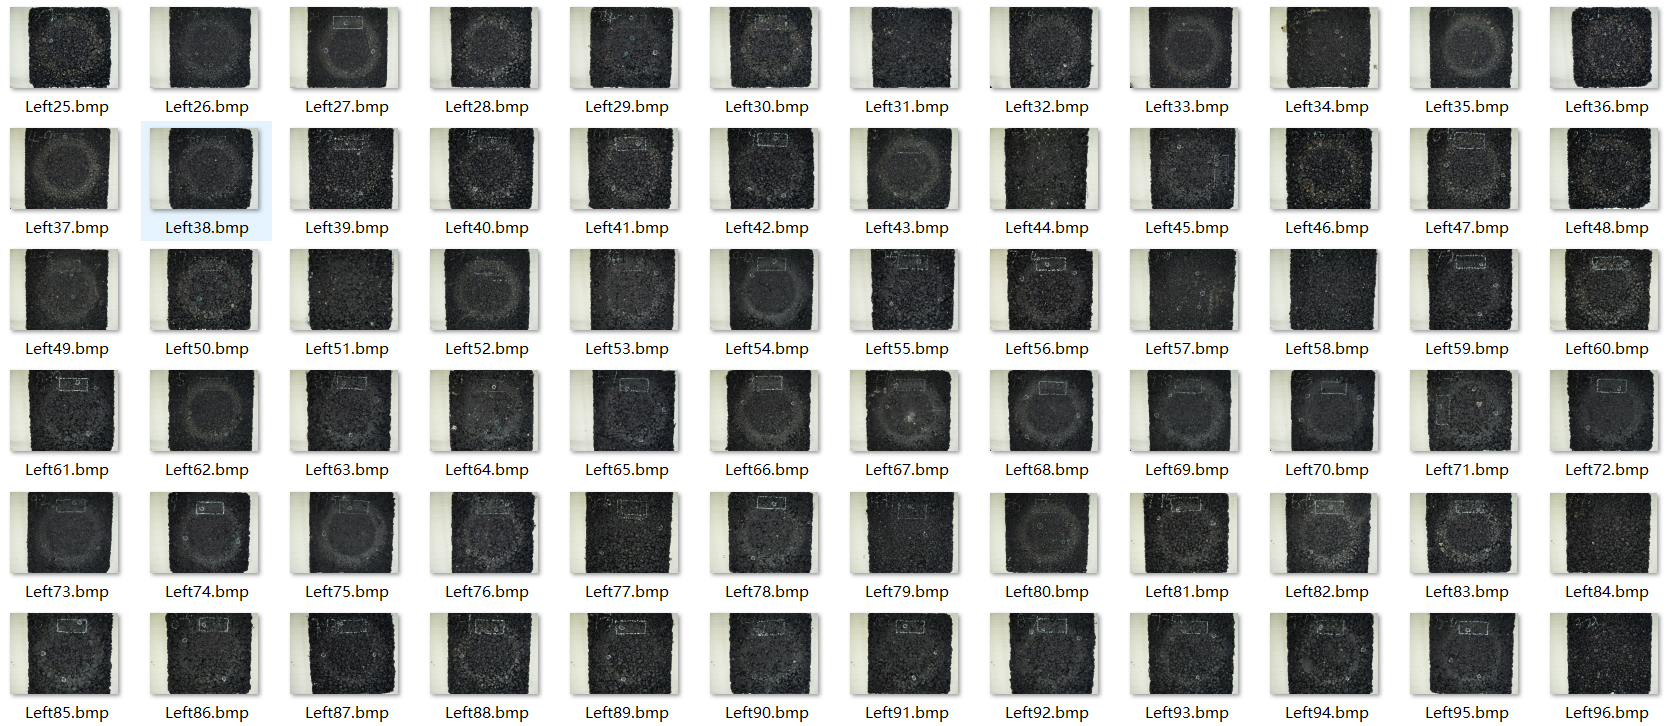 Left25.bmp Left26.bmp Left27.bmp Left28.bmp Left29.bmp Left30.bmp Left31.bmp Left32.bmp Left33.bmp Left34.bmp Left35.bmp Left36.bmp
Left37.bmp Left38.bmp Left39.bmp Left40.bmp Left41.bmp Left42.bmp Left43.bmp Left44.bmp Left45.bmp Left46.bmp Left47.bmp Left48.bmp
Left49.bmp Left50.bmp Left51.bmp Left52.bmp Left53.bmp Left54.bmp Left55.bmp Left56.bmp Left57.bmp Left58.bmp Left59.bmp Left60.bmp
Left61.bmp Left62.bmp Left63.bmp Left64.bmp Left65.bmp Left66.bmp Left67.bmp Left68.bmp Left69.bmp Left70.bmp Left71.bmp Left72.bmp
Left73.bmp Left74.bmp Left75.bmp Left76.bmp Left77.bmp Left78.bmp Left79.bmp Left80.bmp Left81.bmp Left82.bmp Left83.bmp Left84.bmp
Left85.bmp Left86.bmp Left87.bmp Left88.bmp Left89.bmp Left90.bmp Left91.bmp Left92.bmp Left93.bmp Left94.bmp Left95.bmp Left96.bmp